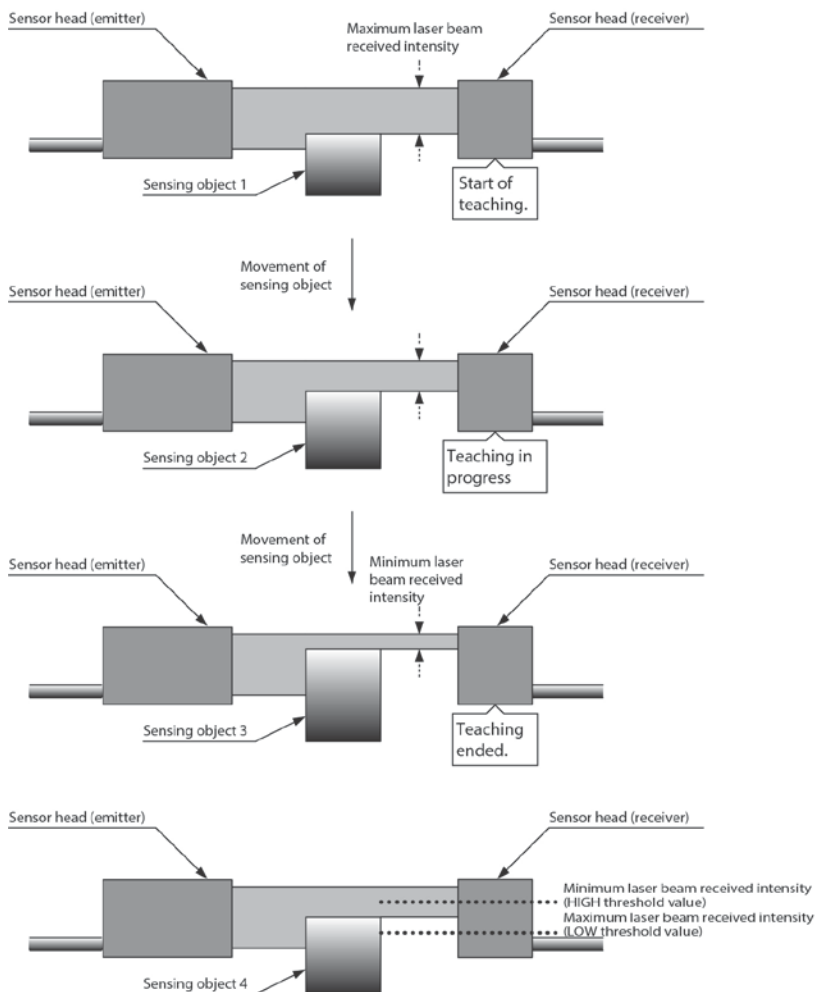 Sensor head (emitter)
Maximum laser beam
received intensity
Sensor head (receiver)
Sensing object 1
Start of
teaching.
Movement of
sensing object
Sensor head (emitter)
Sensor head (receiver)
Sensing object 2
Teaching in
progress
Movement of
sensing object
Sensor head (emitter)
Minimum laser
beam received
intensity
Sensor head (receiver)
Sensing object 3
Teaching
ended.
Sensor head (emitter)
Sensor head (receiver)
Minimum laser beam received intensity
(HIGH threshold value)
Maximum laser beam received intensity
(LOW threshold value)
Sensing object 4